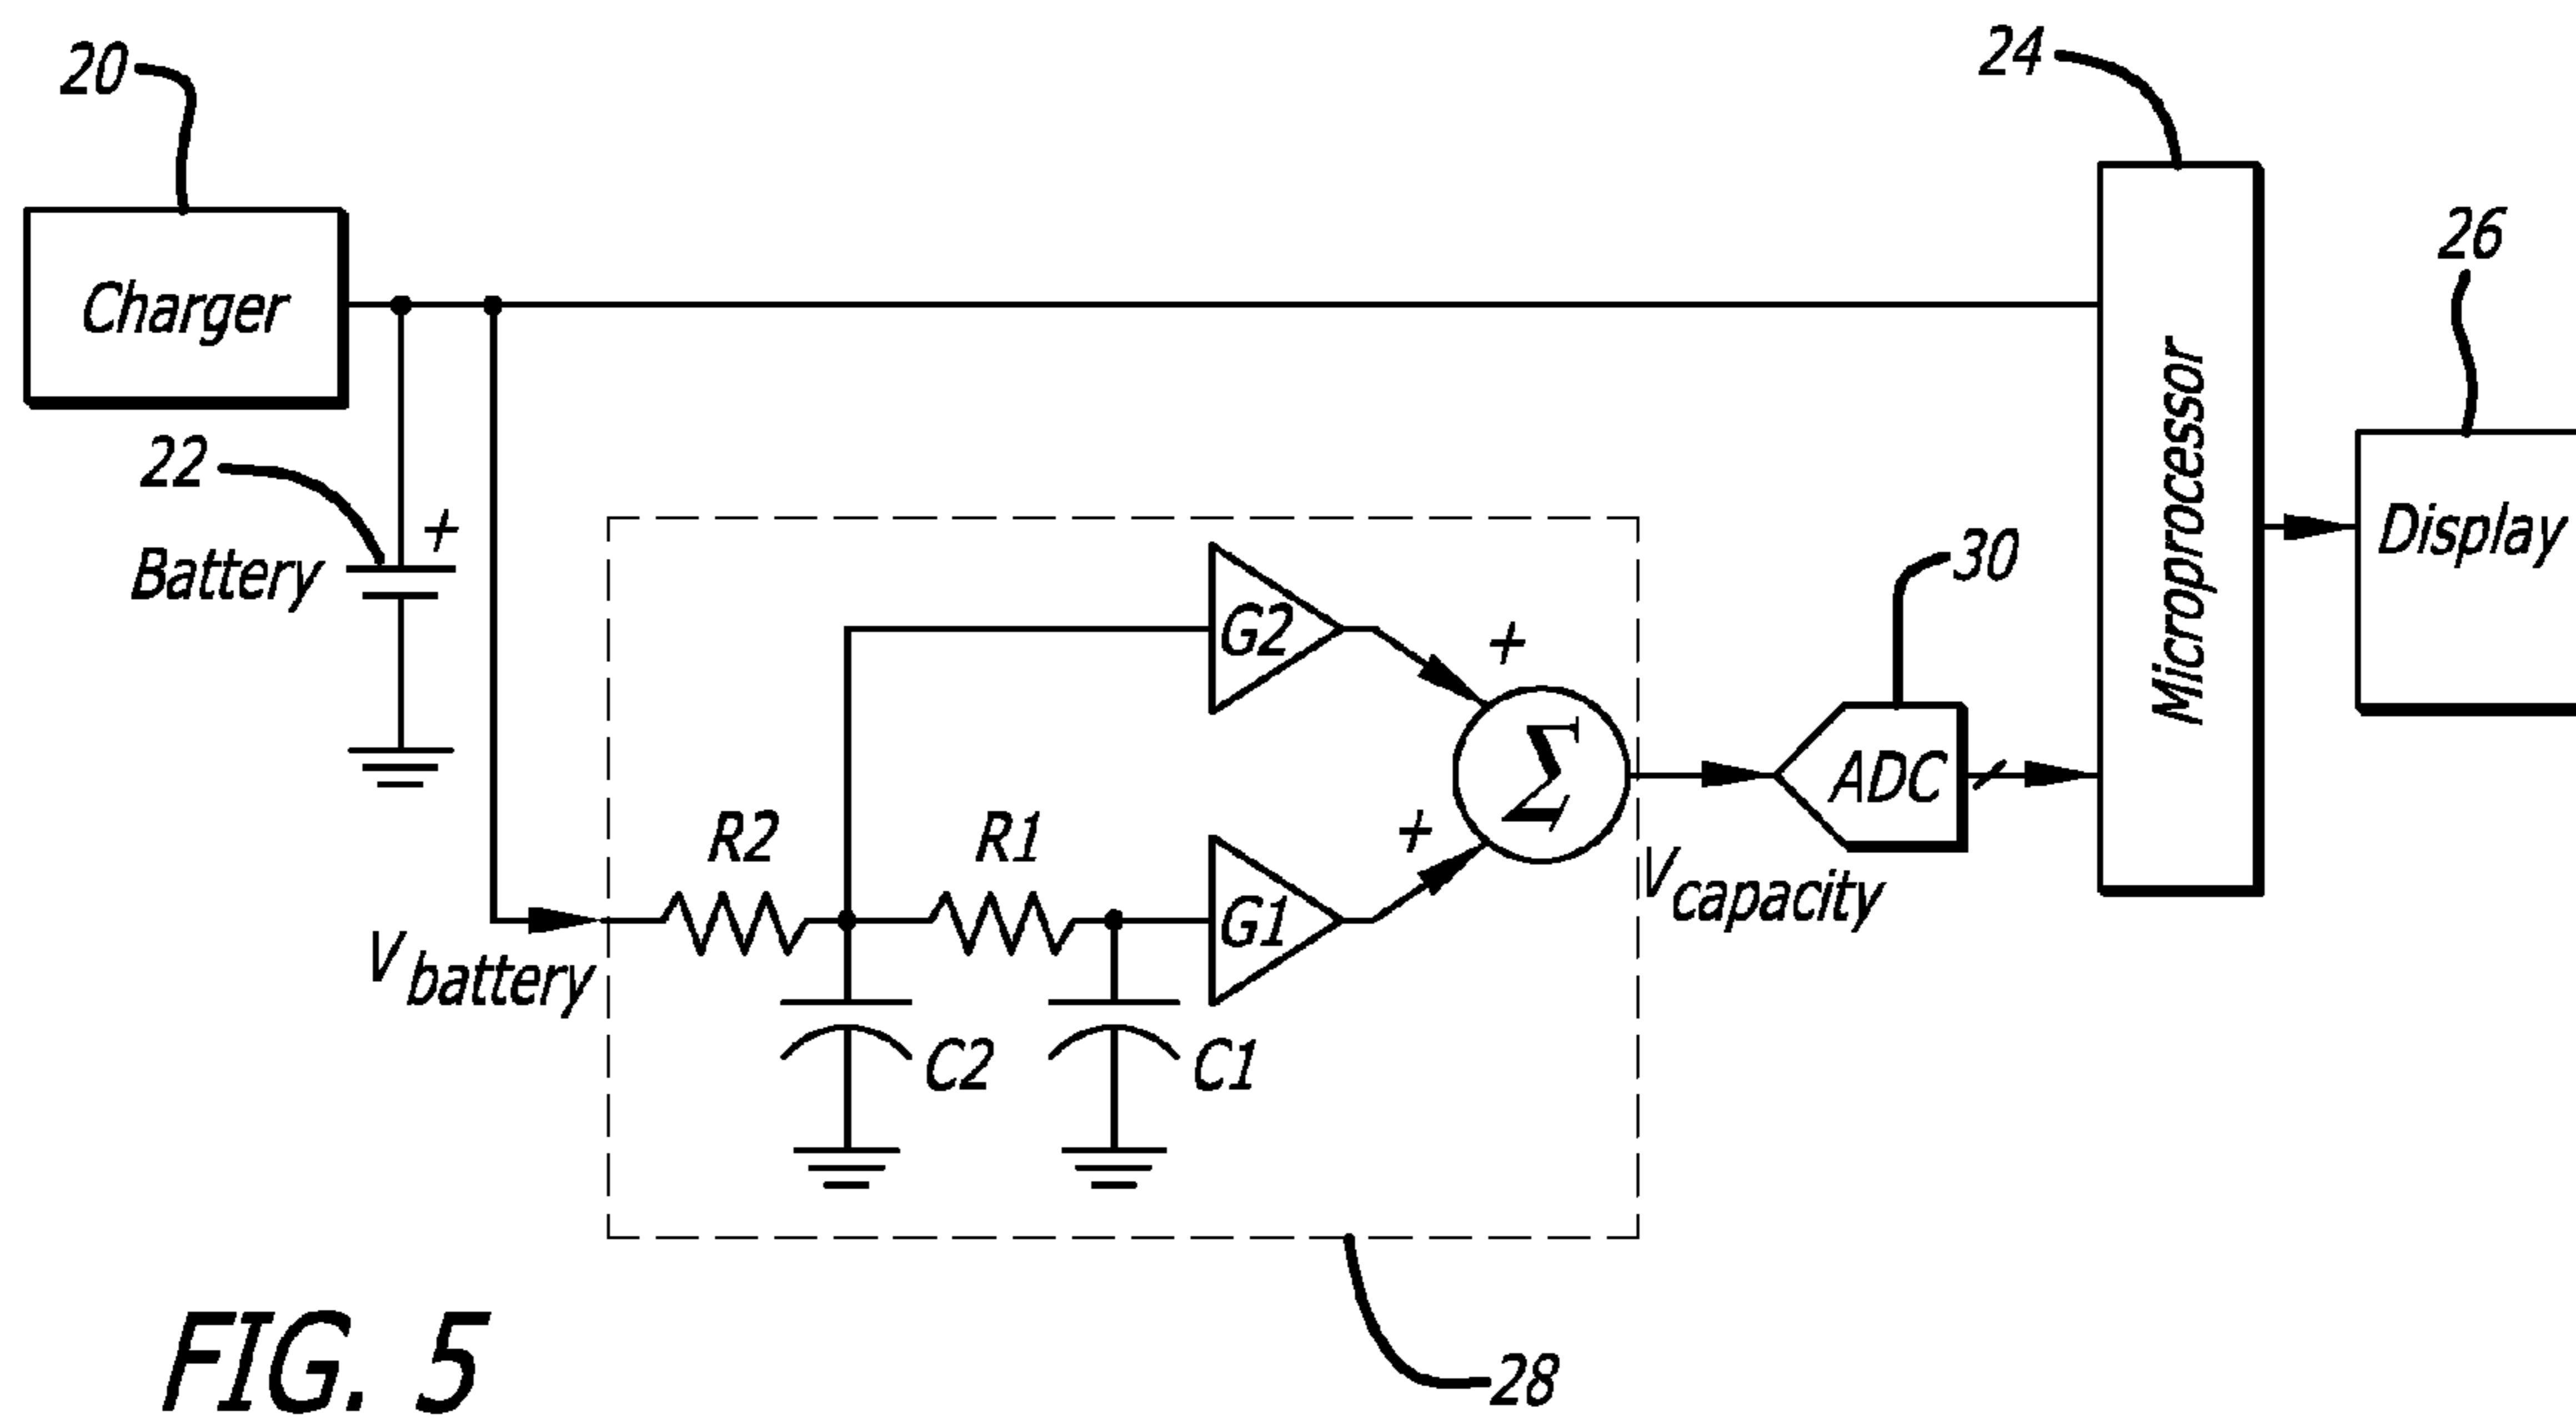 20
24
Charger
26
22
+
Battery
Microprocessor
30
Display
G2
+
Σ
ADC
R2
R1
+
G1
Vcapacity
Vbattery
C2
C1
FIG. 5
28